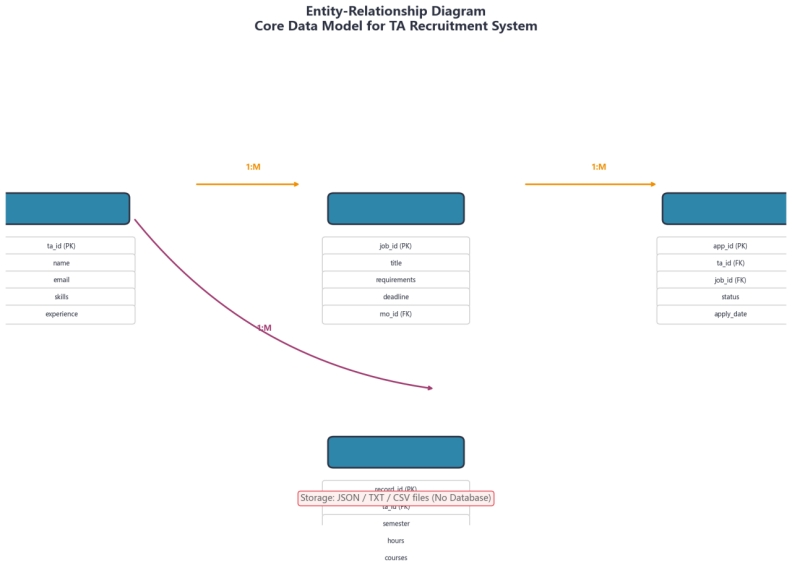 Entity-Relationship Diagram
Core Data Model for TA Recruitment System
1:M
1:M
ta_id (PK)
name
email
skills
experience
job_id (PK)
title
requirements
deadline
mo_id (FK)
app_id (PK)
ta_id (FK)
job_id (FK)
status
apply_date
1:M
record_id (PK)
Storage: JSON / TXT / CSV files (No Database)
ta_id (FK)
semester
hours
courses